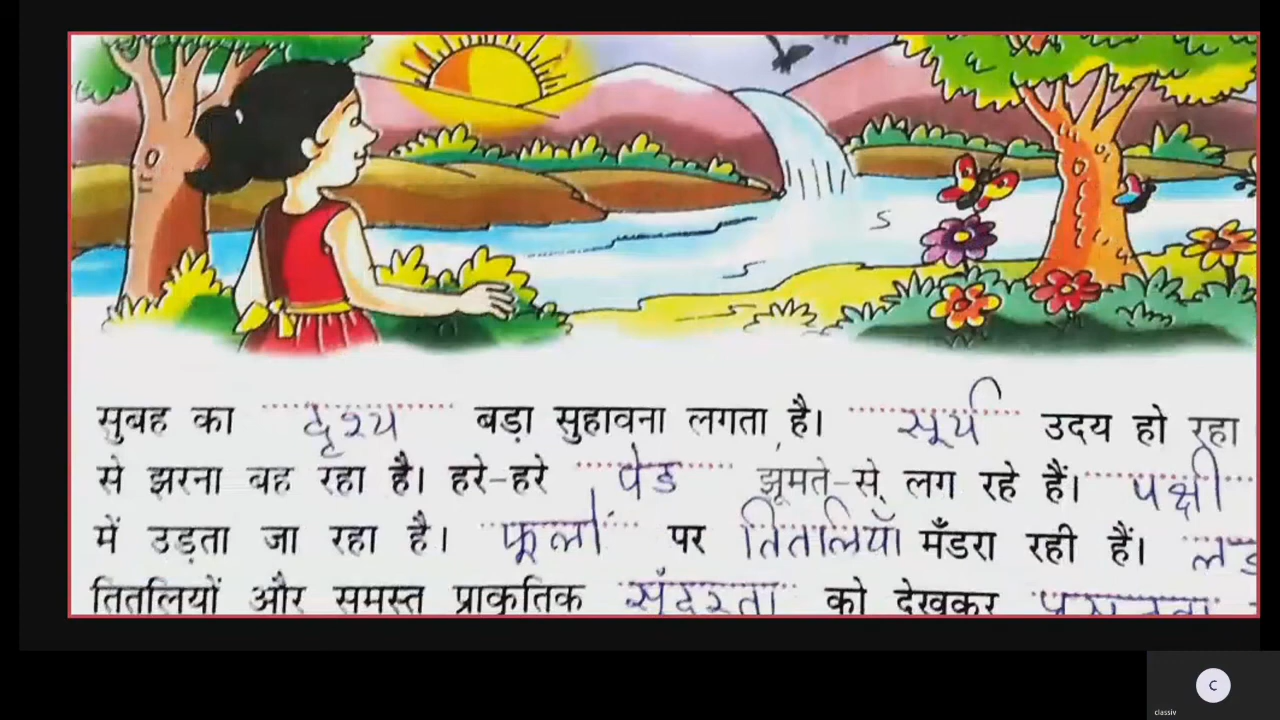 सुबह का दृश्य बड़ा सुहावना लगता है। सूर्य उदय हो रहा
से झरना बह रहा है। हरे-हरे पेड झूमते-से लग रहे हैं। पक्षी
में उड़ता जा रहा है। फूलों पर तितलियाँ मँडरा रही हैं।
तितलियों और समस्त प्राकृतिक सुंदरता को देखकर
C
classiv